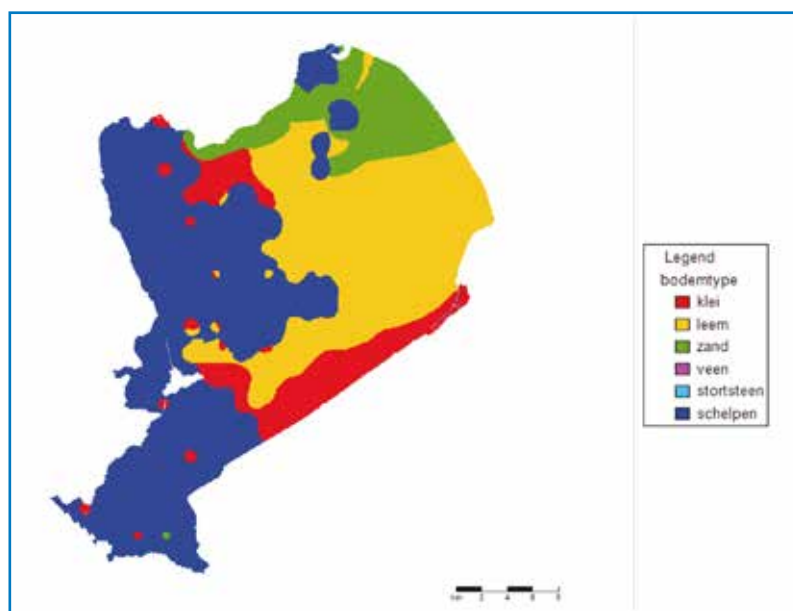 Legend
bodemtype
klei
leem
zand
veen
stortsteen
schelpen